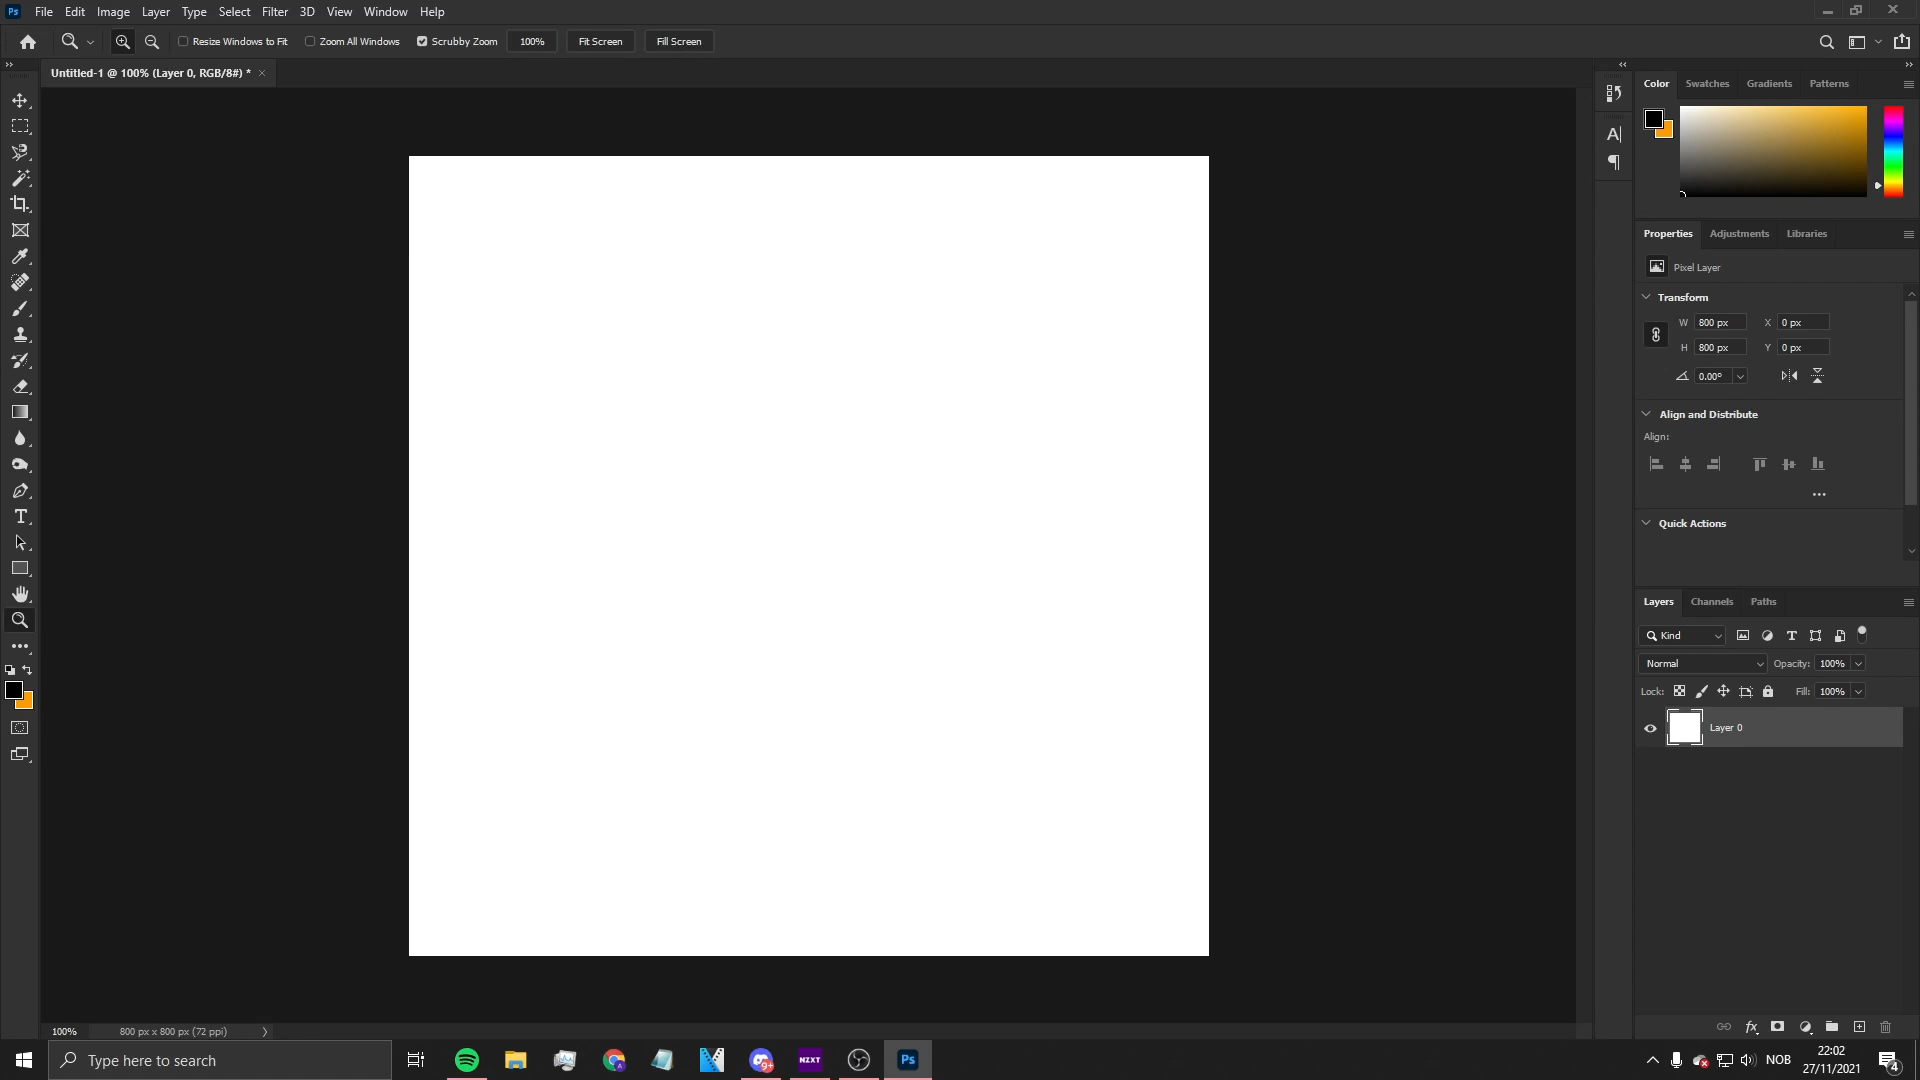 Ps File Edit Image Layer Type Select Filter 3D View Window Help
Resize Windows to Fit Zoom All Windows Scrubby Zoom 100% Fit Screen Fill Screen
Untitled-1 @ 100% (Layer 0, RGB/8#) *
Color Swatches Gradients Patterns
Properties Adjustments Libraries
Pixel Layer
Transform
W 800 px X 0 px
H 800 px Y 0 px
0.00°
Align and Distribute
Align:
Quick Actions
Layers Channels Paths
Kind
Normal Opacity: 100%
Lock: Fill: 100%
Layer 0
100% 800 px x 800 px (72 ppi)
Type here to search
9+
NZXT
Ps
NOB
22:02
27/11/2021
4